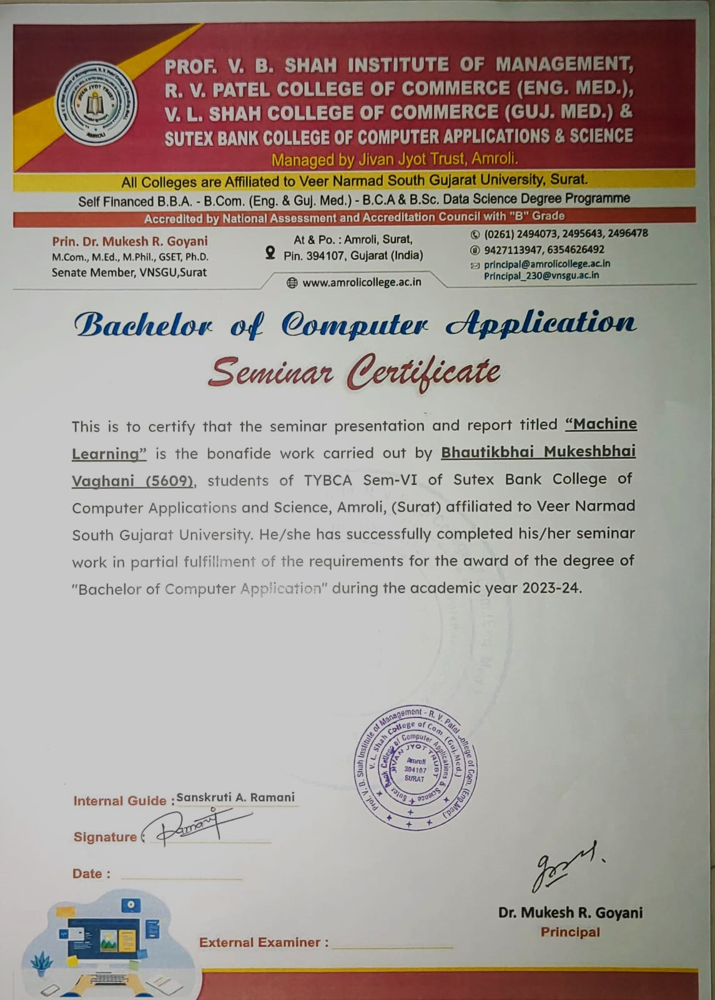 PROF. V. B. SHAH INSTITUTE OF MANAGEMENT,
R. V. PATEL COLLEGE OF COMMERCE (ENG. MED.),
V. L. SHAH COLLEGE OF COMMERCE (GUJ. MED.) &
SUTEX BANK COLLEGE OF COMPUTER APPLICATIONS & SCIENCE
Managed by Jivan Jyot Trust, Amroli.
JIVAN JYOT TRUST
AMROLI
All Colleges are Affiliated to Veer Narmad South Gujarat University, Surat.
Self Financed B.B.A. - B.Com. (Eng. & Guj. Med.) - B.C.A & B.Sc. Data Science Degree Programme
Accredited by National Assessment and Accreditation Council with "B" Grade
Prin. Dr. Mukesh R. Goyani
M.Com., M.Ed., M.Phil., GSET, Ph.D.
Senate Member, VNSGU,Surat
At & Po. : Amroli, Surat,
Pin. 394107, Gujarat (India)
www.amrolicollege.ac.in
(0261) 2494073, 2495643, 2496478
9427113947, 6354626492
principal@amrolicollege.ac.in
Principal_230@vnsgu.ac.in
Bachelor of Computer Application
Seminar Certificate
This is to certify that the seminar presentation and report titled “Machine
Learning” is the bonafide work carried out by Bhautikbhai Mukeshbhai
Vaghani (5609), students of TYBCA Sem-VI of Sutex Bank College of
Computer Applications and Science, Amroli, (Surat) affiliated to Veer Narmad
South Gujarat University. He/she has successfully completed his/her seminar
work in partial fulfillment of the requirements for the award of the degree of
"Bachelor of Computer Application" during the academic year 2023-24.
Prof. V. B. Shah Institute of Management - R. V. Patel College of Com. (Eng.Med.)
V. L. Shah College of Com. (Guj.Med.)
Sutex Bank College of Computer Applications & Science
JIVAN JYOT TRUST
Amroli
394107
SURAT
Internal Guide : Sanskruti A. Ramani
Signature : Ramani
Date :
Dr. Mukesh R. Goyani
Principal
External Examiner :